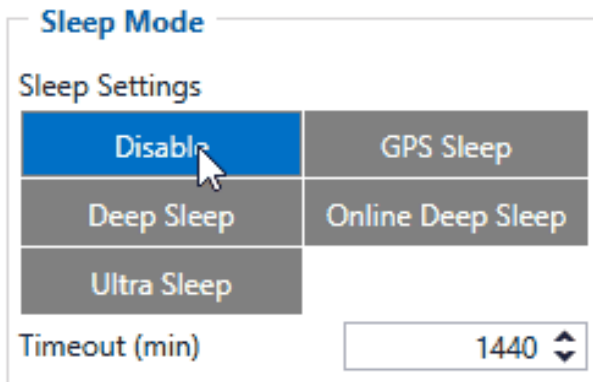 Sleep Mode
Sleep Settings
Disable GPS Sleep
Deep Sleep Online Deep Sleep
Ultra Sleep
Timeout (min) 1440